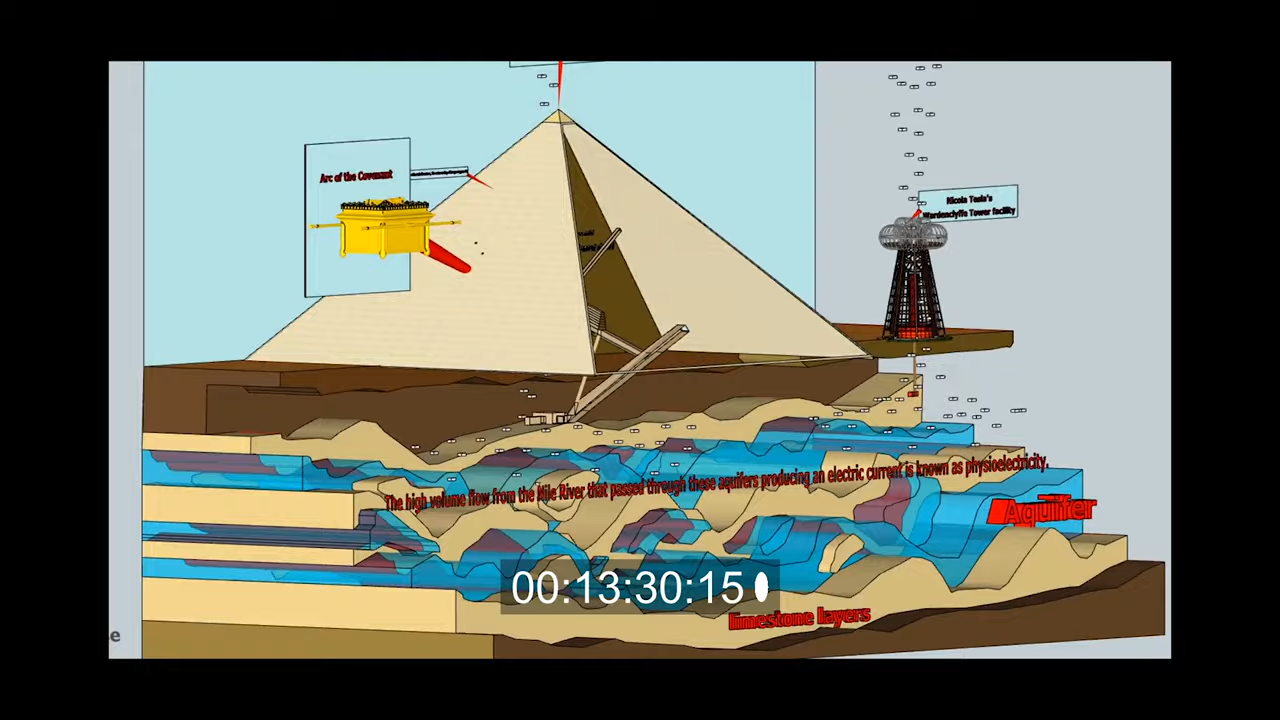 Arc of the Covenant
Nicola Tesla's
Wardenclyffe Tower facility
The high volume flow from the Nile River that passed through these aquifers producing an electric current is known as physioelectricity.
Aquifer
00:13:30:15
limestone layers